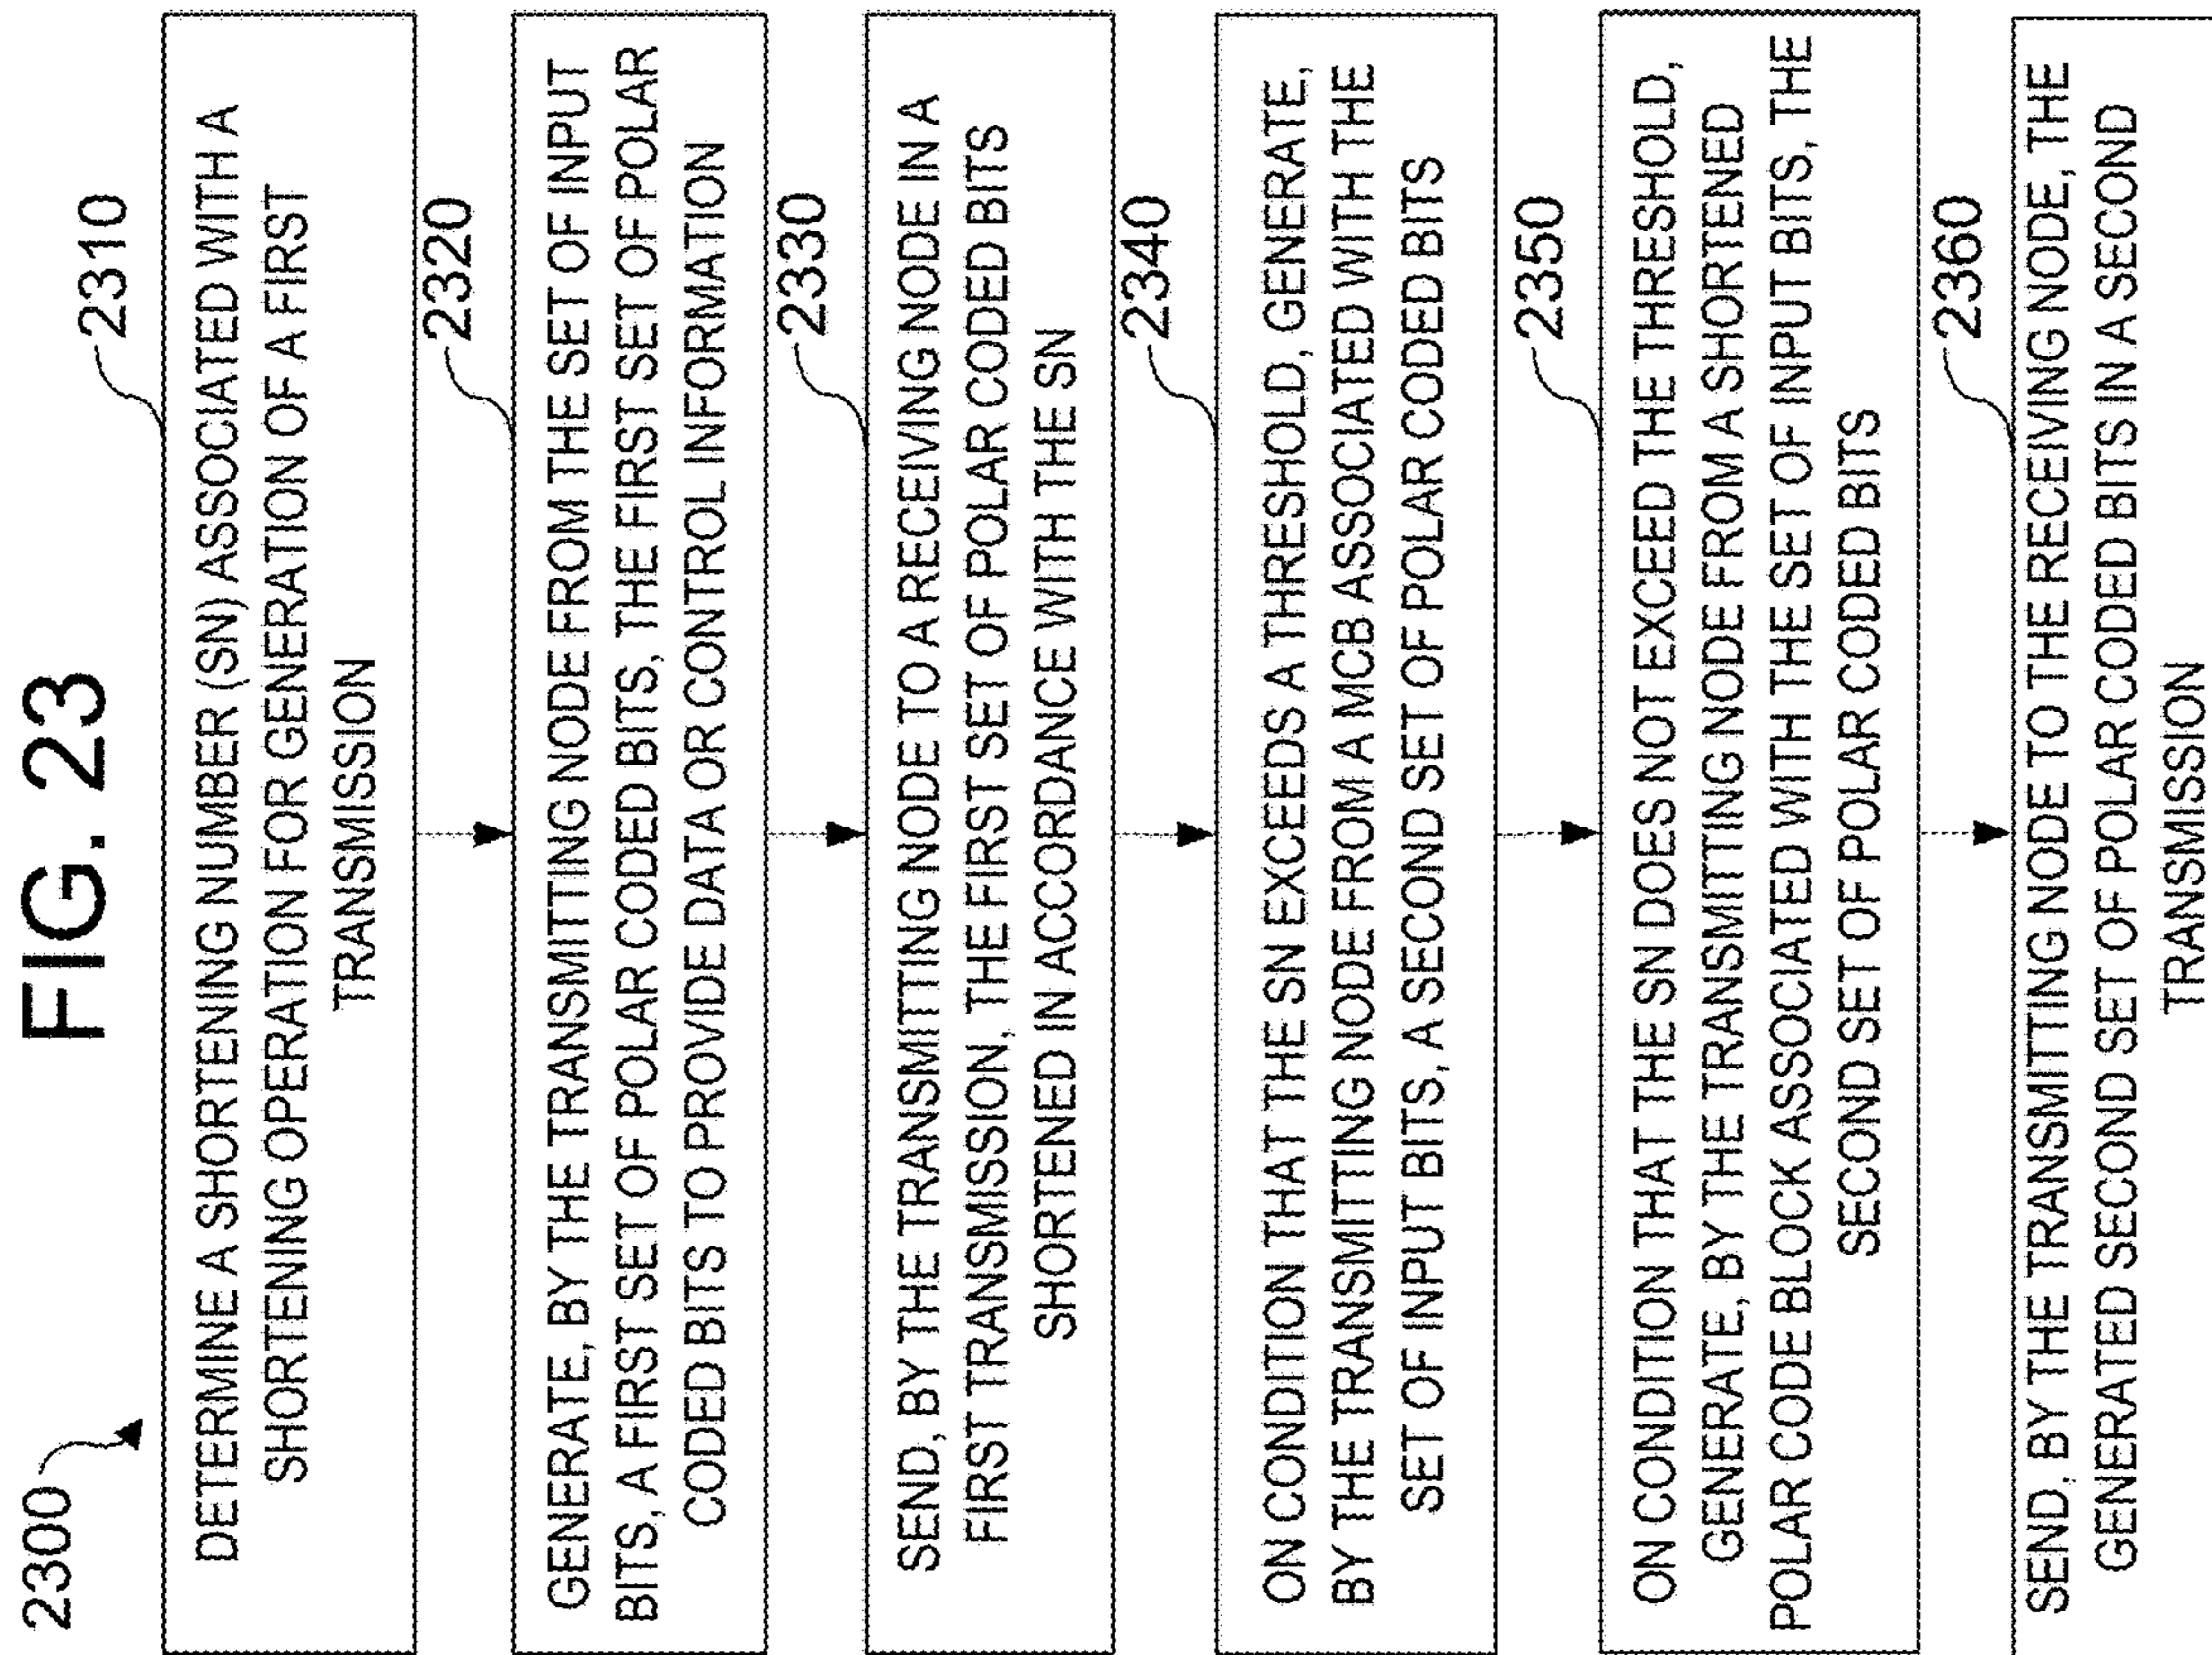 FIG. 23
2300
2310
DETERMINE A SHORTENING NUMBER (SN) ASSOCIATED WITH A
SHORTENING OPERATION FOR GENERATION OF A FIRST
TRANSMISSION
2320
GENERATE, BY THE TRANSMITTING NODE FROM THE SET OF INPUT
BITS, A FIRST SET OF POLAR CODED BITS, THE FIRST SET OF POLAR
CODED BITS TO PROVIDE DATA OR CONTROL INFORMATION
2330
SEND, BY THE TRANSMITTING NODE TO A RECEIVING NODE IN A
FIRST TRANSMISSION, THE FIRST SET OF POLAR CODED BITS
SHORTENED IN ACCORDANCE WITH THE SN
2340
ON CONDITION THAT THE SN EXCEEDS A THRESHOLD, GENERATE,
BY THE TRANSMITTING NODE FROM A MCB ASSOCIATED WITH THE
SET OF INPUT BITS, A SECOND SET OF POLAR CODED BITS
2350
ON CONDITION THAT THE SN DOES NOT EXCEED THE THRESHOLD,
GENERATE, BY THE TRANSMITTING NODE FROM A SHORTENED
POLAR CODE BLOCK ASSOCIATED WITH THE SET OF INPUT BITS, THE
SECOND SET OF POLAR CODED BITS
2360
SEND, BY THE TRANSMITTING NODE TO THE RECEIVING NODE, THE
GENERATED SECOND SET OF POLAR CODED BITS IN A SECOND
TRANSMISSION